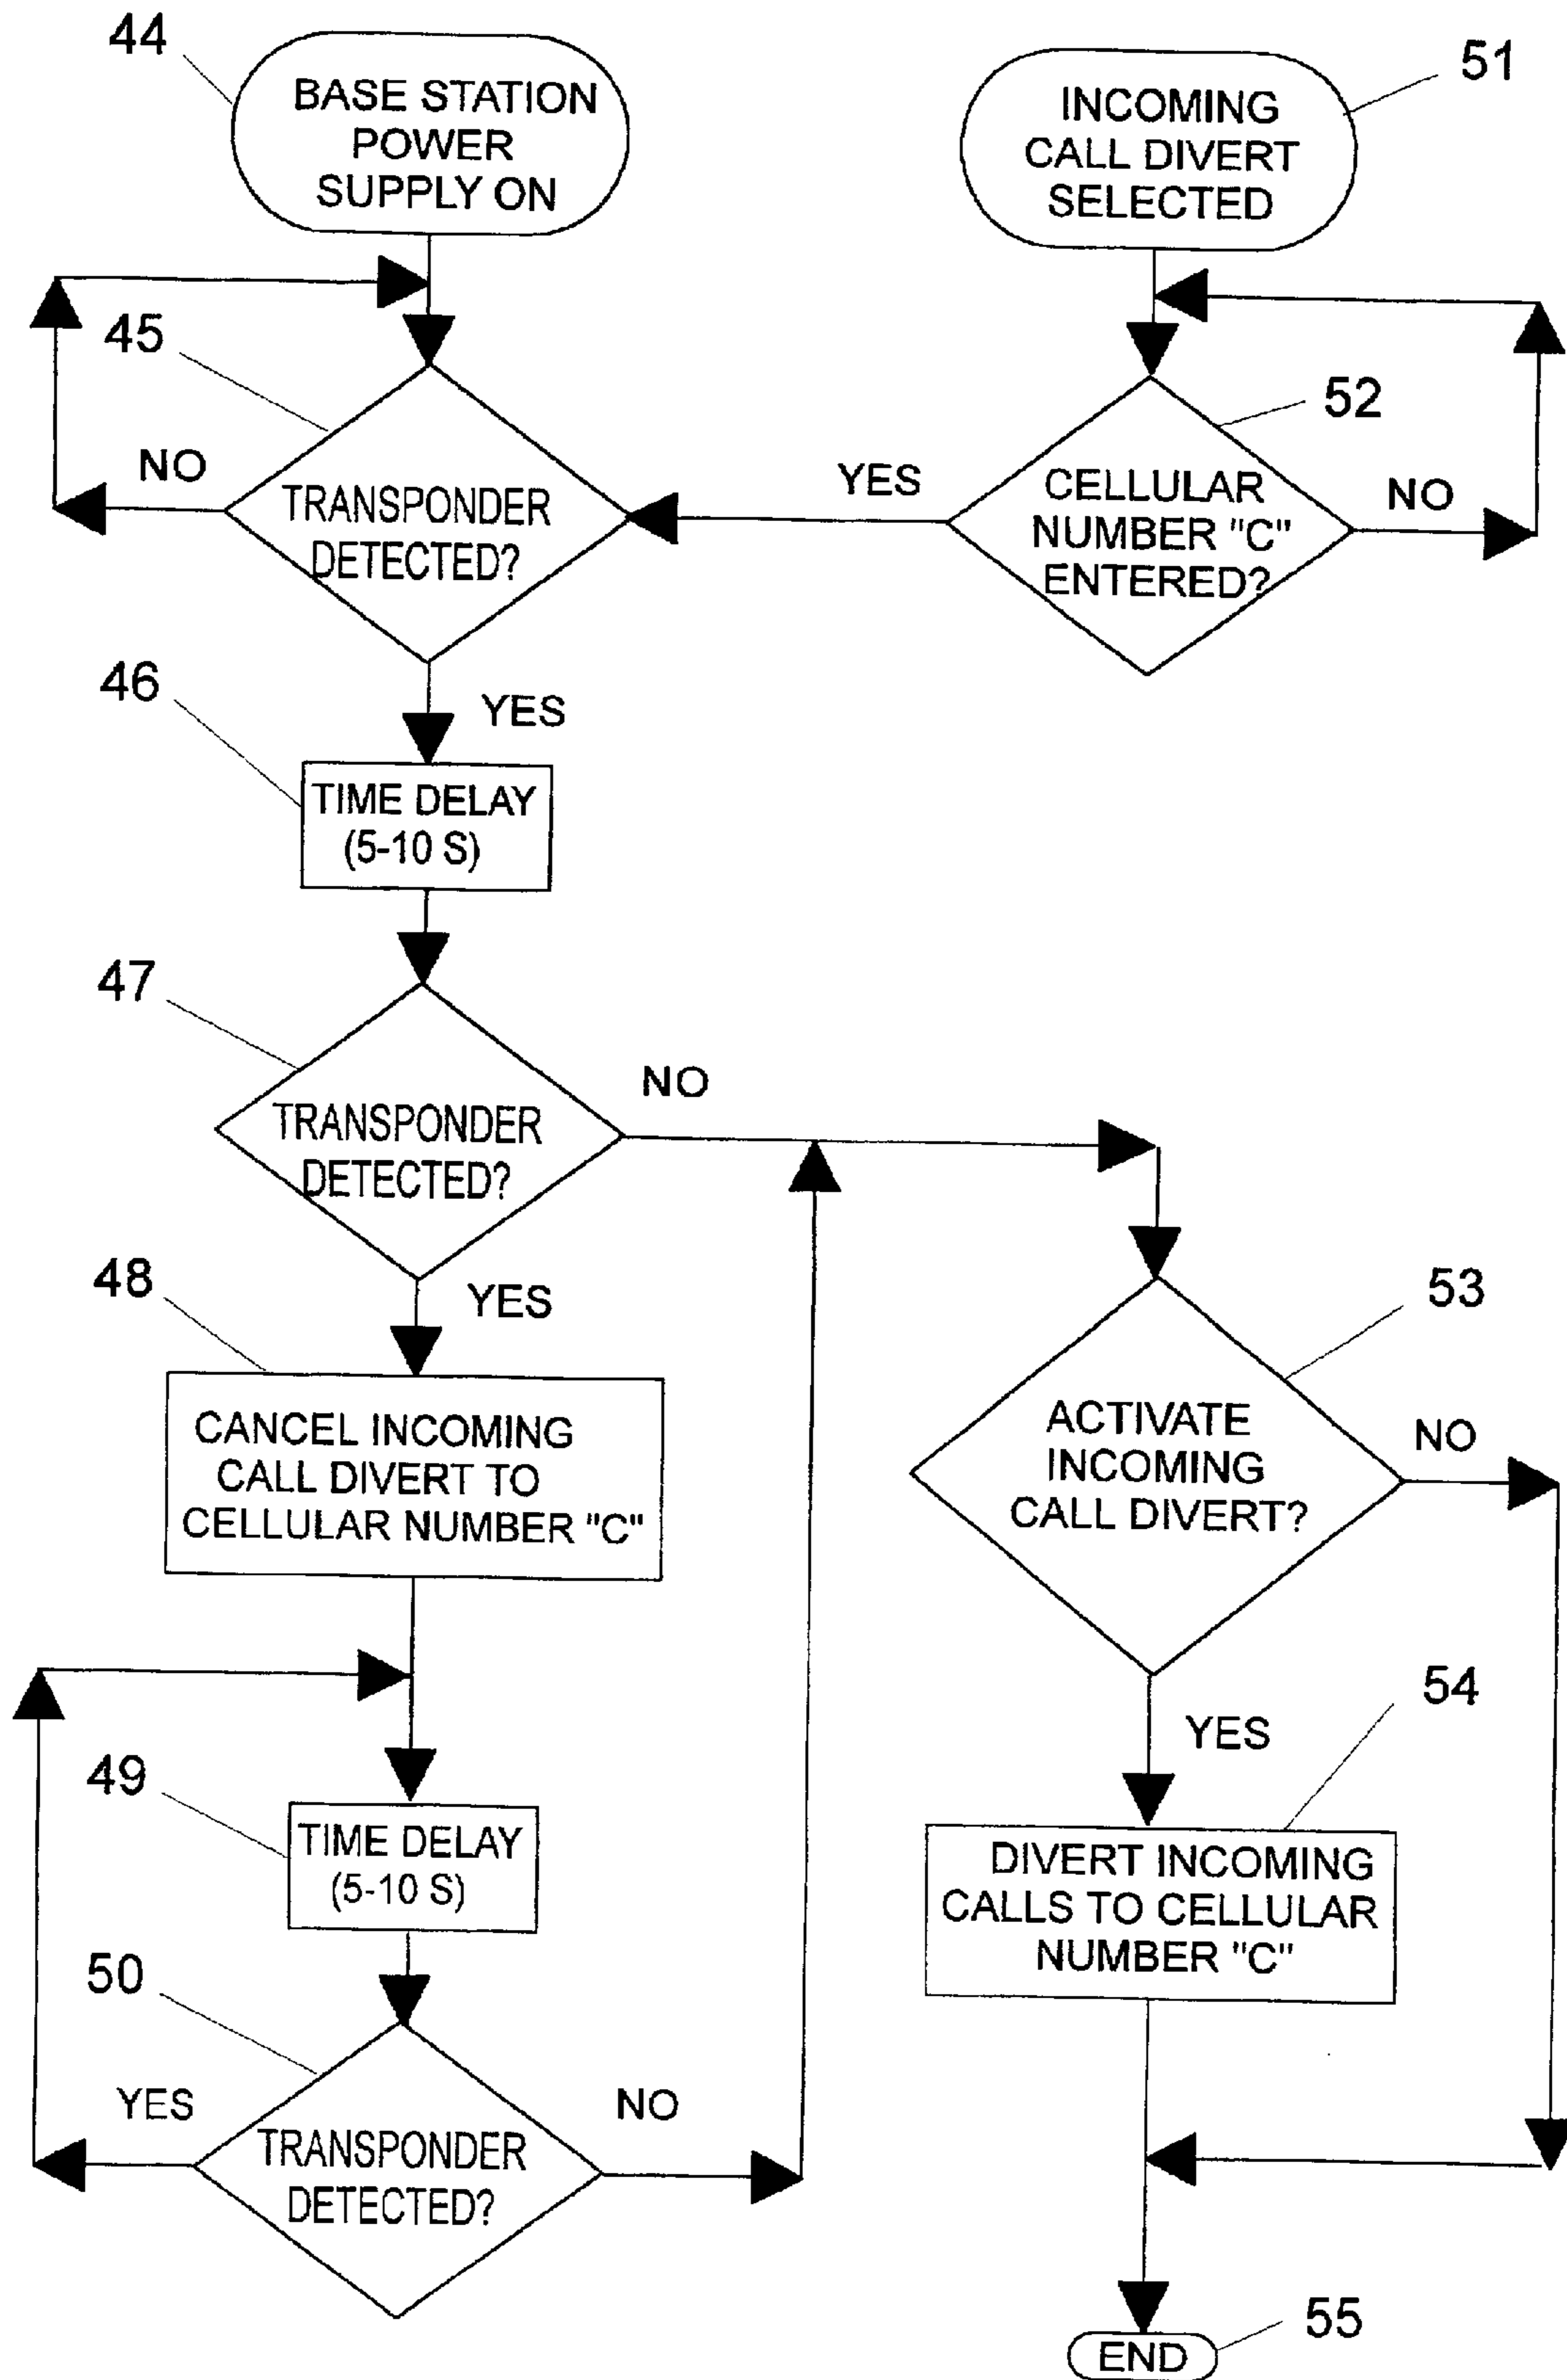 44
BASE STATION
POWER
SUPPLY ON
51
INCOMING
CALL DIVERT
SELECTED
45
NO
TRANSPONDER
DETECTED?
YES
52
CELLULAR
NUMBER "C"
ENTERED?
NO
YES
46
TIME DELAY
(5-10 S)
47
TRANSPONDER
DETECTED?
NO
YES
48
CANCEL INCOMING
CALL DIVERT TO
CELLULAR NUMBER "C"
53
ACTIVATE
INCOMING
CALL DIVERT?
NO
YES
49
TIME DELAY
(5-10 S)
54
DIVERT INCOMING
CALLS TO CELLULAR
NUMBER "C"
50
YES
TRANSPONDER
DETECTED?
NO
55
END